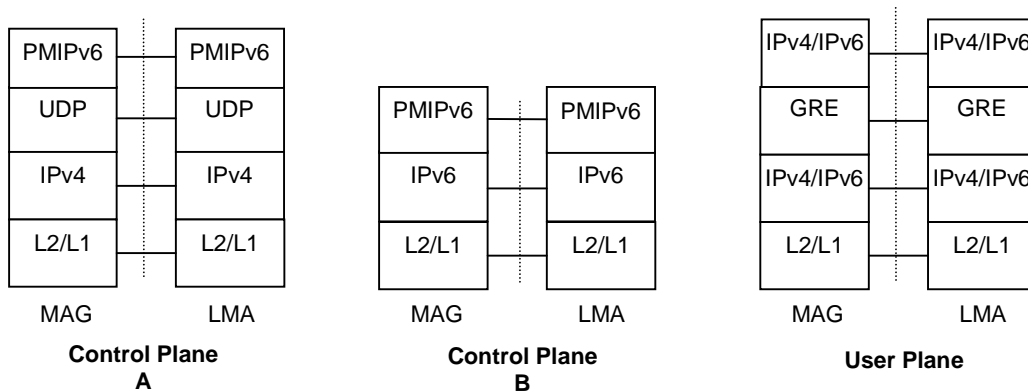 PMIPv6 PMIPv6
UDP UDP
IPv4 IPv4
L2/L1 L2/L1
MAG LMA
Control Plane
A
PMIPv6 PMIPv6
IPv6 IPv6
L2/L1 L2/L1
MAG LMA
Control Plane
B
IPv4/IPv6 IPv4/IPv6
GRE GRE
IPv4/IPv6 IPv4/IPv6
L2/L1 L2/L1
MAG LMA
User Plane